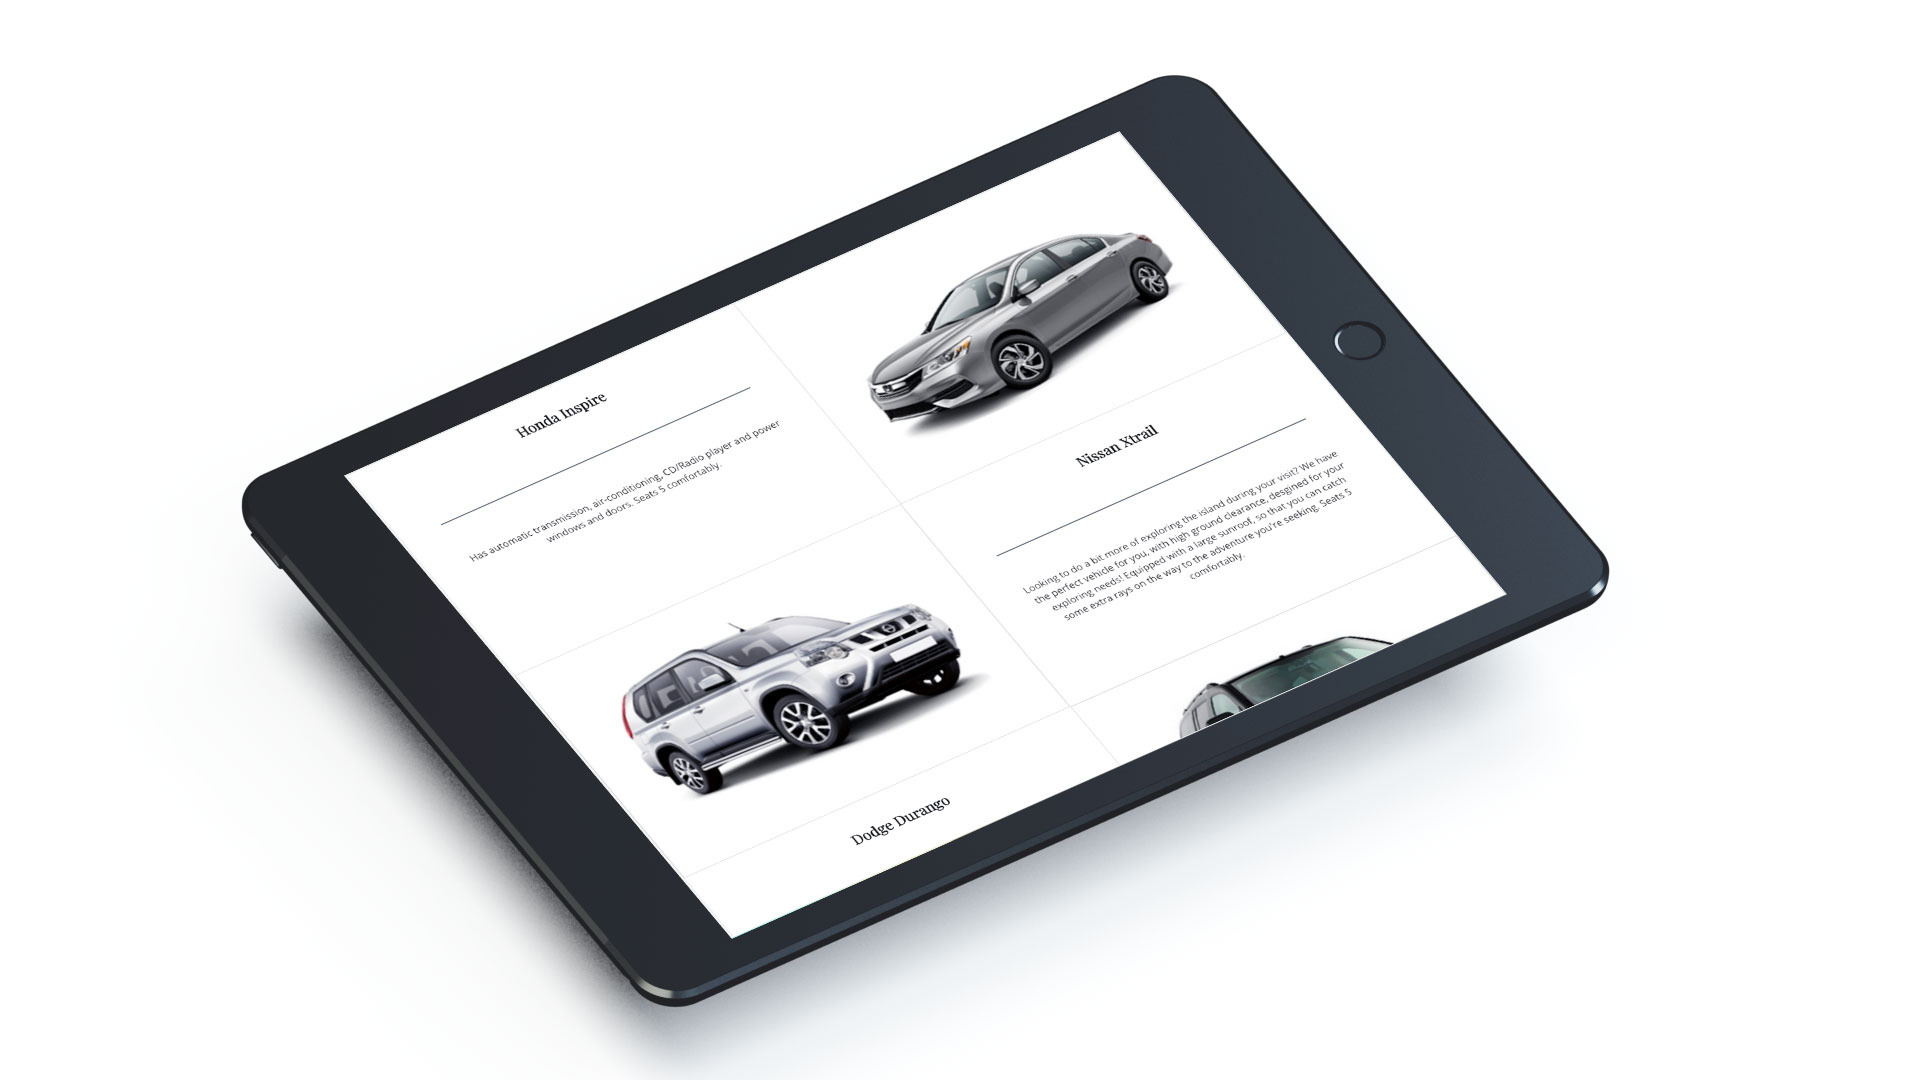 Honda Inspire
Has automatic transmission, air-conditioning, CD/Radio player and power
windows and doors. Seats 5 comfortably.
Nissan Xtrail
Looking to do a bit more of exploring the island during your visit? We have
the perfect vehicle for you, with high ground clearance, desgined for your
exploring needs! Equipped with a large sunroof, so that you can catch
some extra rays on the way to the adventure you're seeking. Seats 5
comfortably.
Dodge Durango